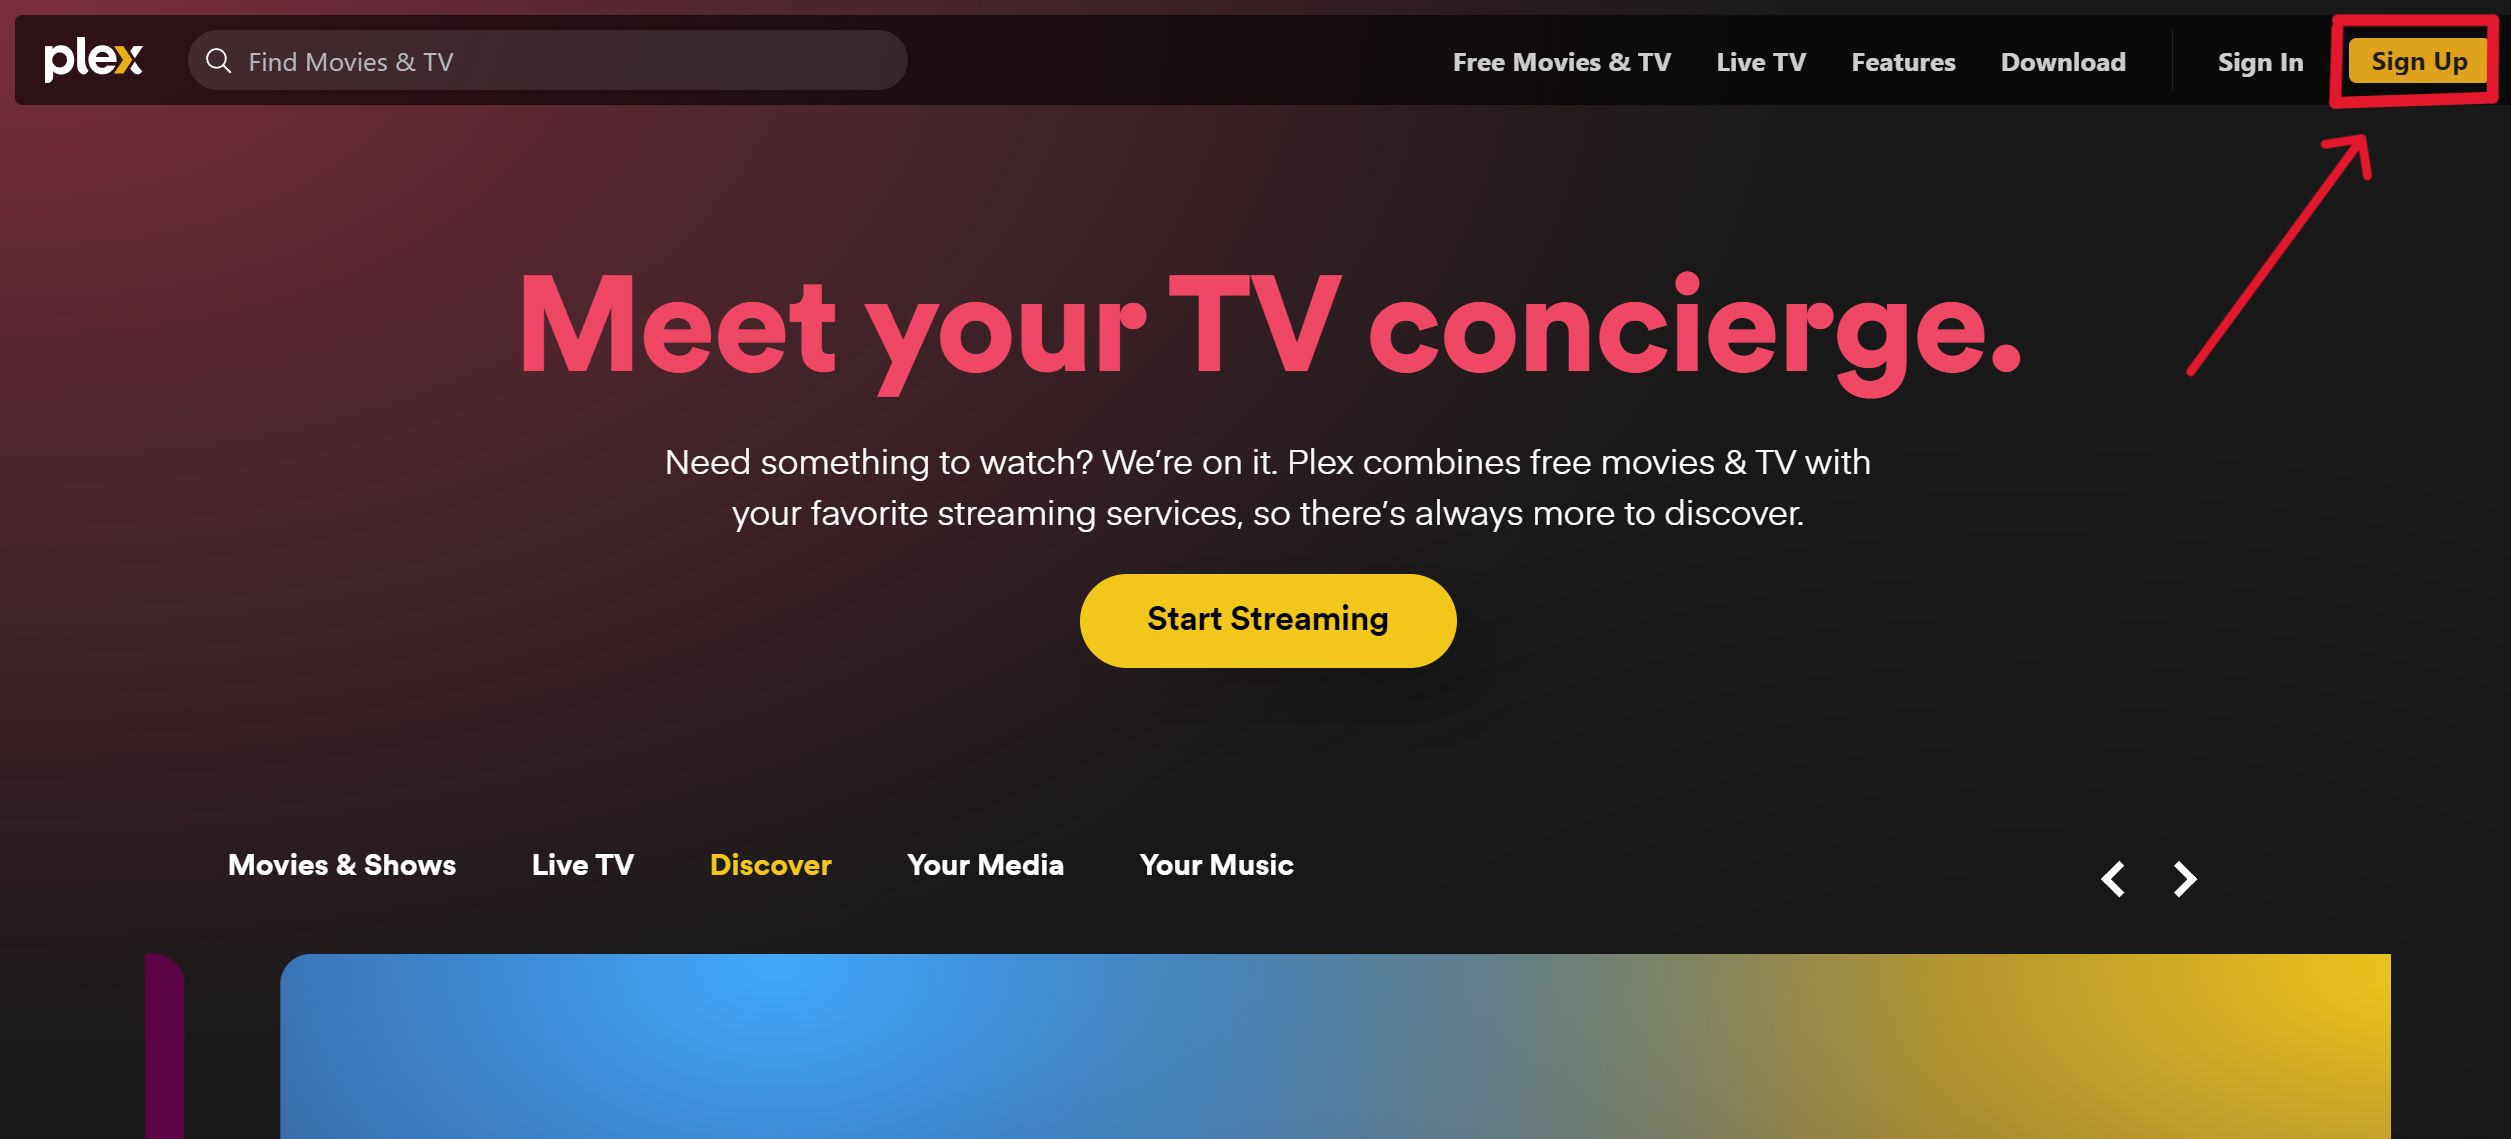 plex
Find Movies & TV
Free Movies & TV
Live TV
Features
Download
Sign In
Sign Up
Meet your TV concierge.
Need something to watch? We’re on it. Plex combines free movies & TV with
your favorite streaming services, so there’s always more to discover.
Start Streaming
Movies & Shows
Live TV
Discover
Your Media
Your Music